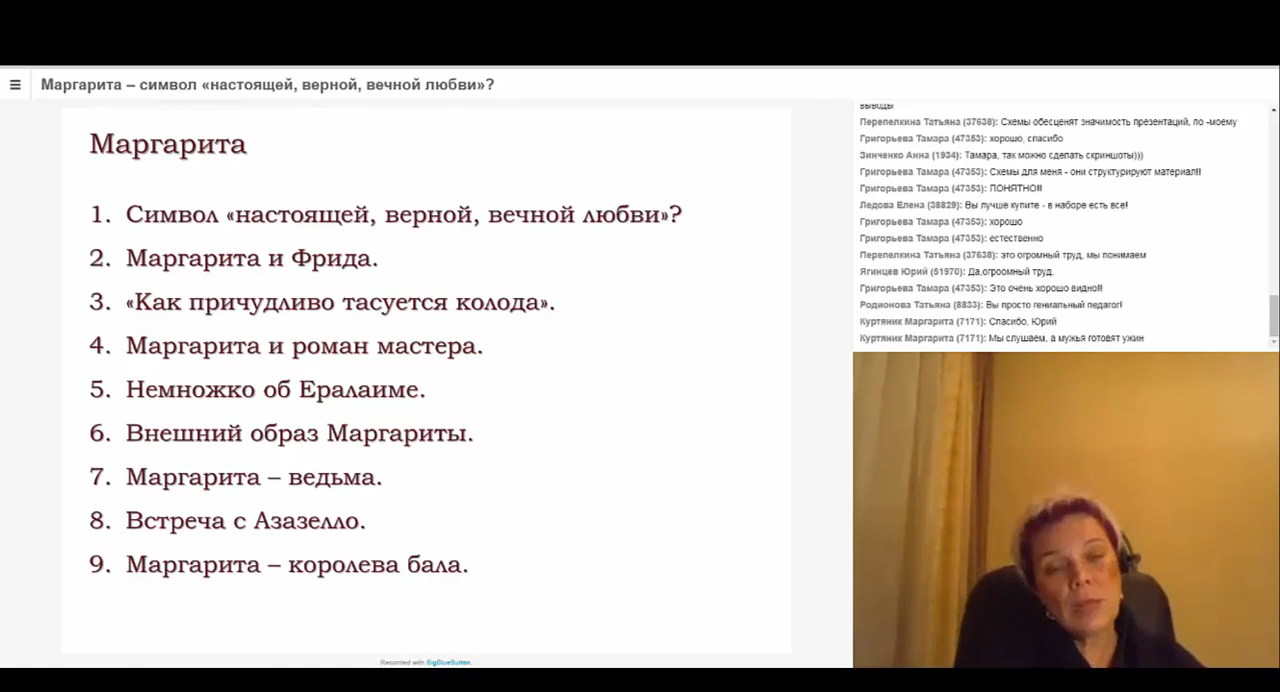 Маргарита – символ «настоящей, верной, вечной любви»?
Маргарита
1. Символ «настоящей, верной, вечной любви»?
2. Маргарита и Фрида.
3. «Как причудливо тасуется колода».
4. Маргарита и роман мастера.
5. Немножко об Ералаиме.
6. Внешний образ Маргариты.
7. Маргарита – ведьма.
8. Встреча с Азазелло.
9. Маргарита – королева бала.
Recorded with BigBlueButton.
выводы
Перепелкина Татьяна (37638): Схемы обесценят значимость презентаций, по -моему
Григорьева Тамара (47353): хорошо, спасибо
Зинченко Анна (1934): Тамара, так можно сделать скриншоты)))
Григорьева Тамара (47353): Схемы для меня - они структурируют материал!!
Григорьева Тамара (47353): ПОНЯТНО!!
Ледова Елена (38829): Вы лучше купите - в наборе есть все!
Григорьева Тамара (47353): хорошо
Григорьева Тамара (47353): естественно
Перепелкина Татьяна (37638): это огромный труд, мы понимаем
Ягинцев Юрий (51970): Да,огроомный труд.
Григорьева Тамара (47353): Это очень хорошо видно!!
Родионова Татьяна (8833): Вы просто гениальный педагог!
Куртяник Маргарита (7171): Спасибо, Юрий
Куртяник Маргарита (7171): Мы слушаем, а мужья готовят ужин